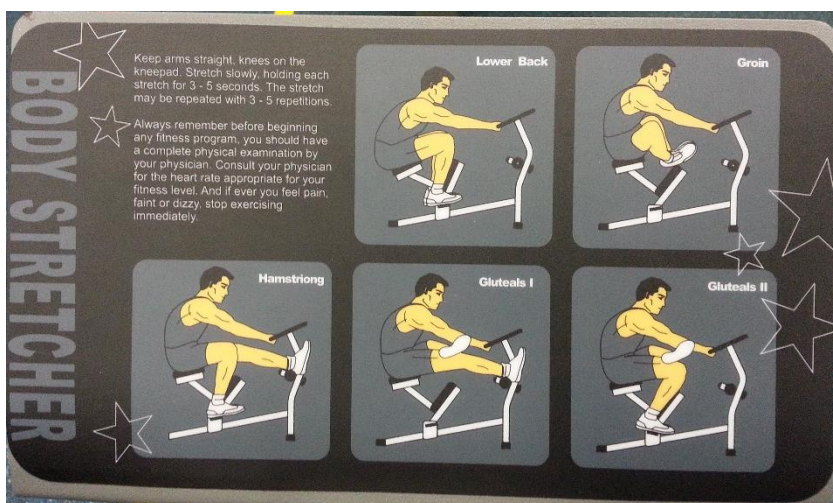 BODY STRETCHER
Keep arms straight, knees on the
kneepad. Stretch slowly, holding each
stretch for 3 - 5 seconds. The stretch
may be repeated with 3 - 5 repetitions.
Always remember before beginning
any fitness program, you should have
a complete physical examination by
your physician. Consult your physician
for the heart rate appropriate for your
fitness level. And if ever you feel pain,
faint or dizzy, stop exercising
immediately.
Lower Back
Groin
Hamstriong
Gluteals I
Gluteals II